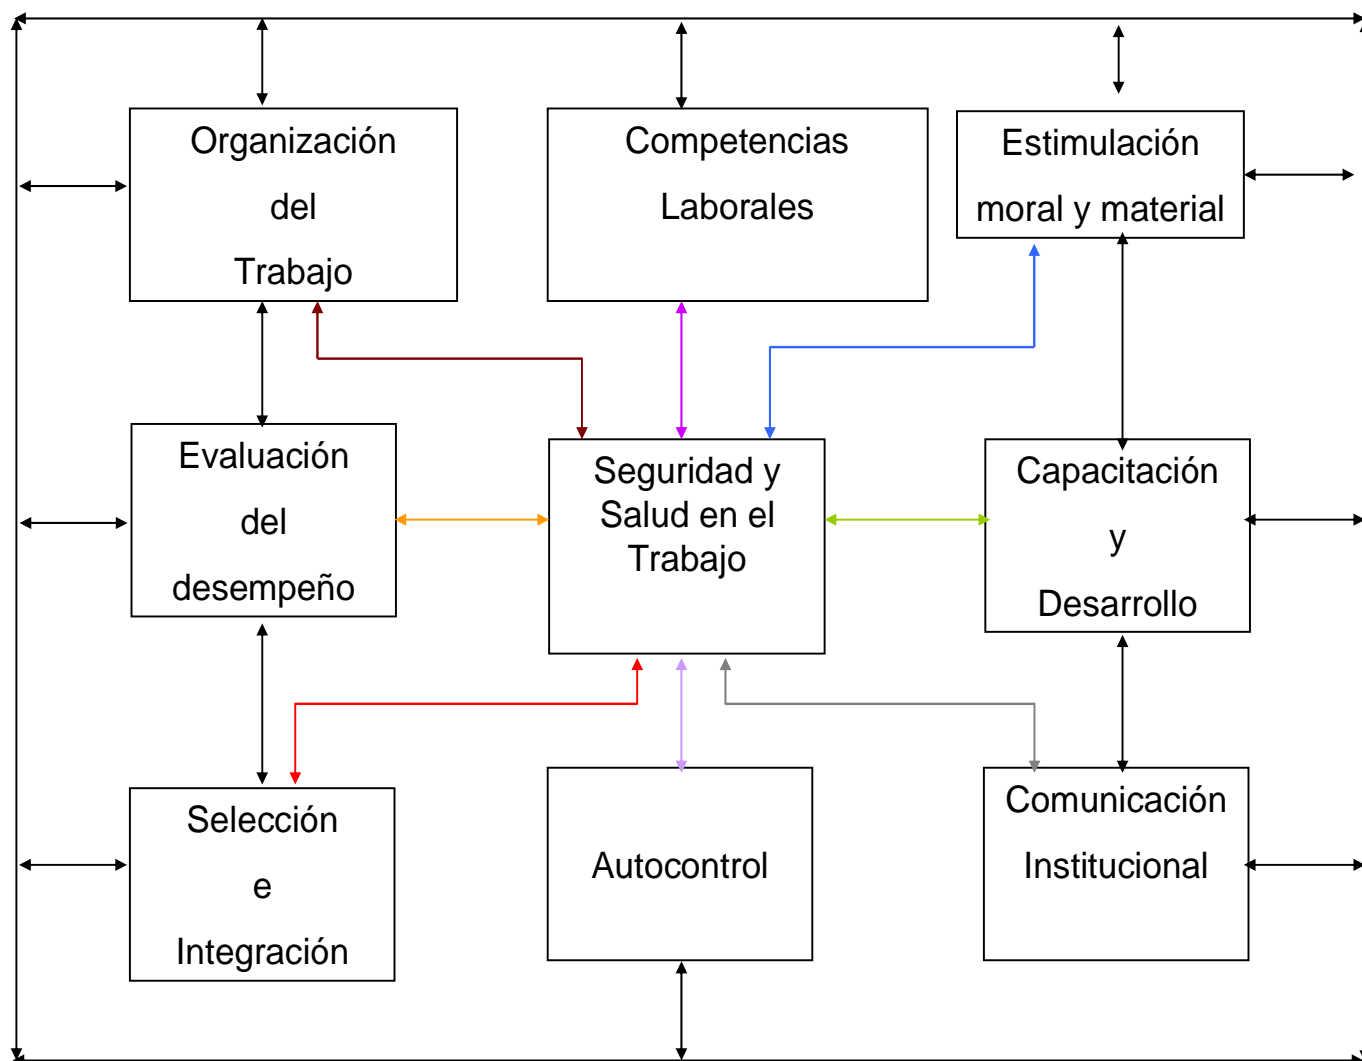 Organización
del
Trabajo
Competencias
Laborales
Estimulación
moral y material
Evaluación
del
desempeño
Seguridad y
Salud en el
Trabajo
Capacitación
y
Desarrollo
Selección
e
Integración
Autocontrol
Comunicación
Institucional